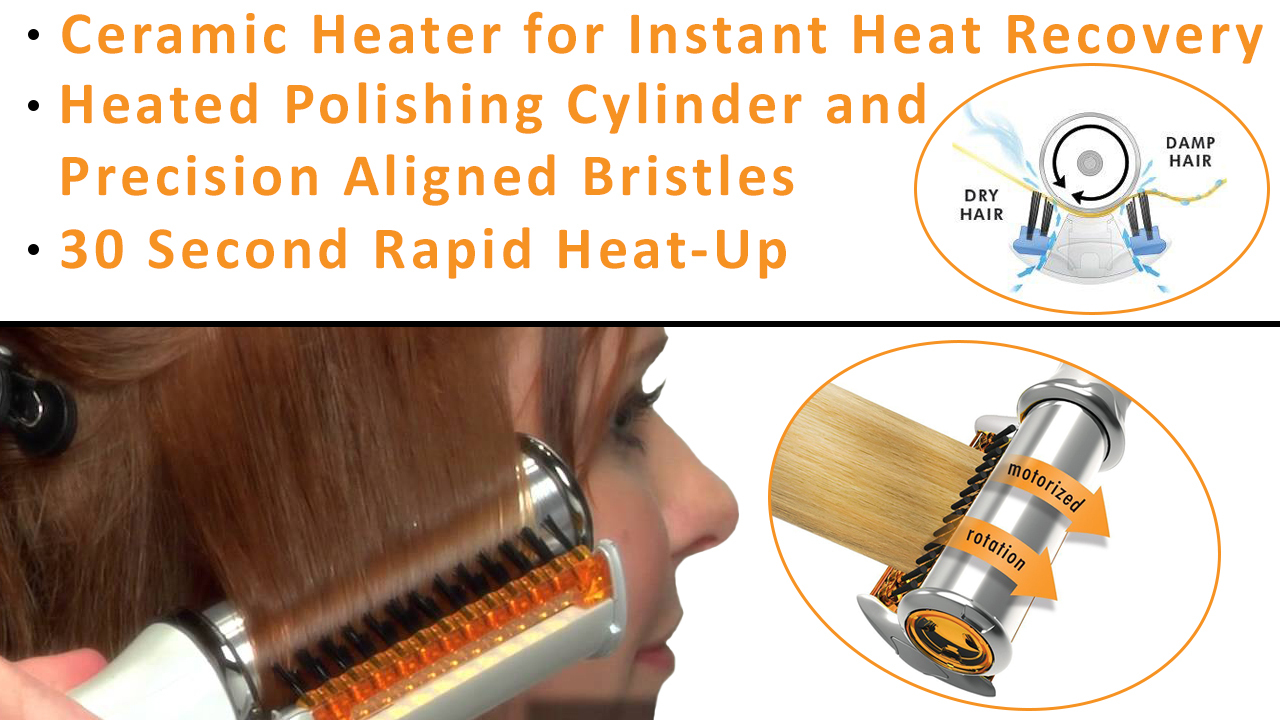 • Ceramic Heater for Instant Heat Recovery
• Heated Polishing Cylinder and
Precision Aligned Bristles
• 30 Second Rapid Heat-Up
DAMP
HAIR
DRY
HAIR
motorized
rotation